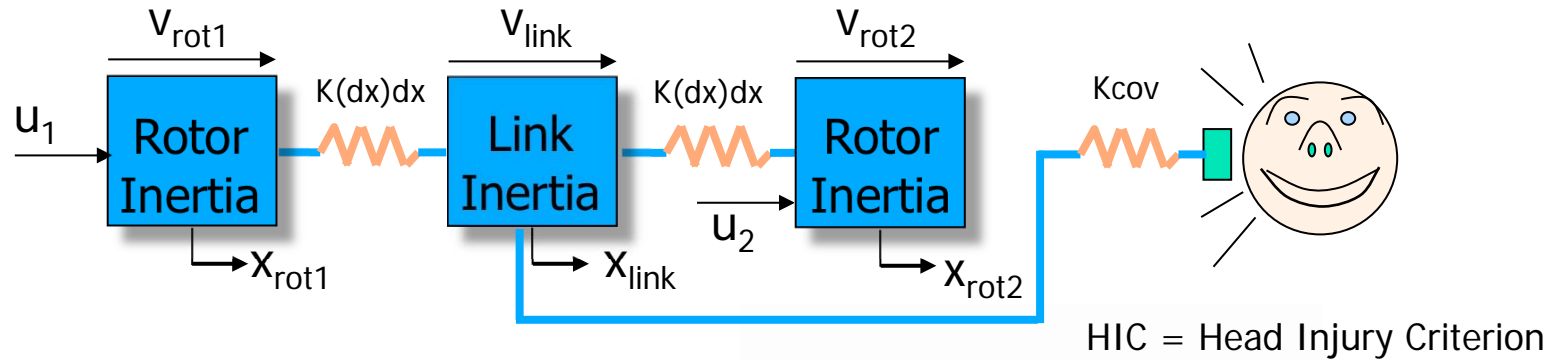 Vrot1
Vlink
Vrot2
K(dx)dx
K(dx)dx
Kcov
u1
Rotor
Inertia
Link
Inertia
Rotor
Inertia
u2
xrot1
xlink
xrot2
HIC = Head Injury Criterion